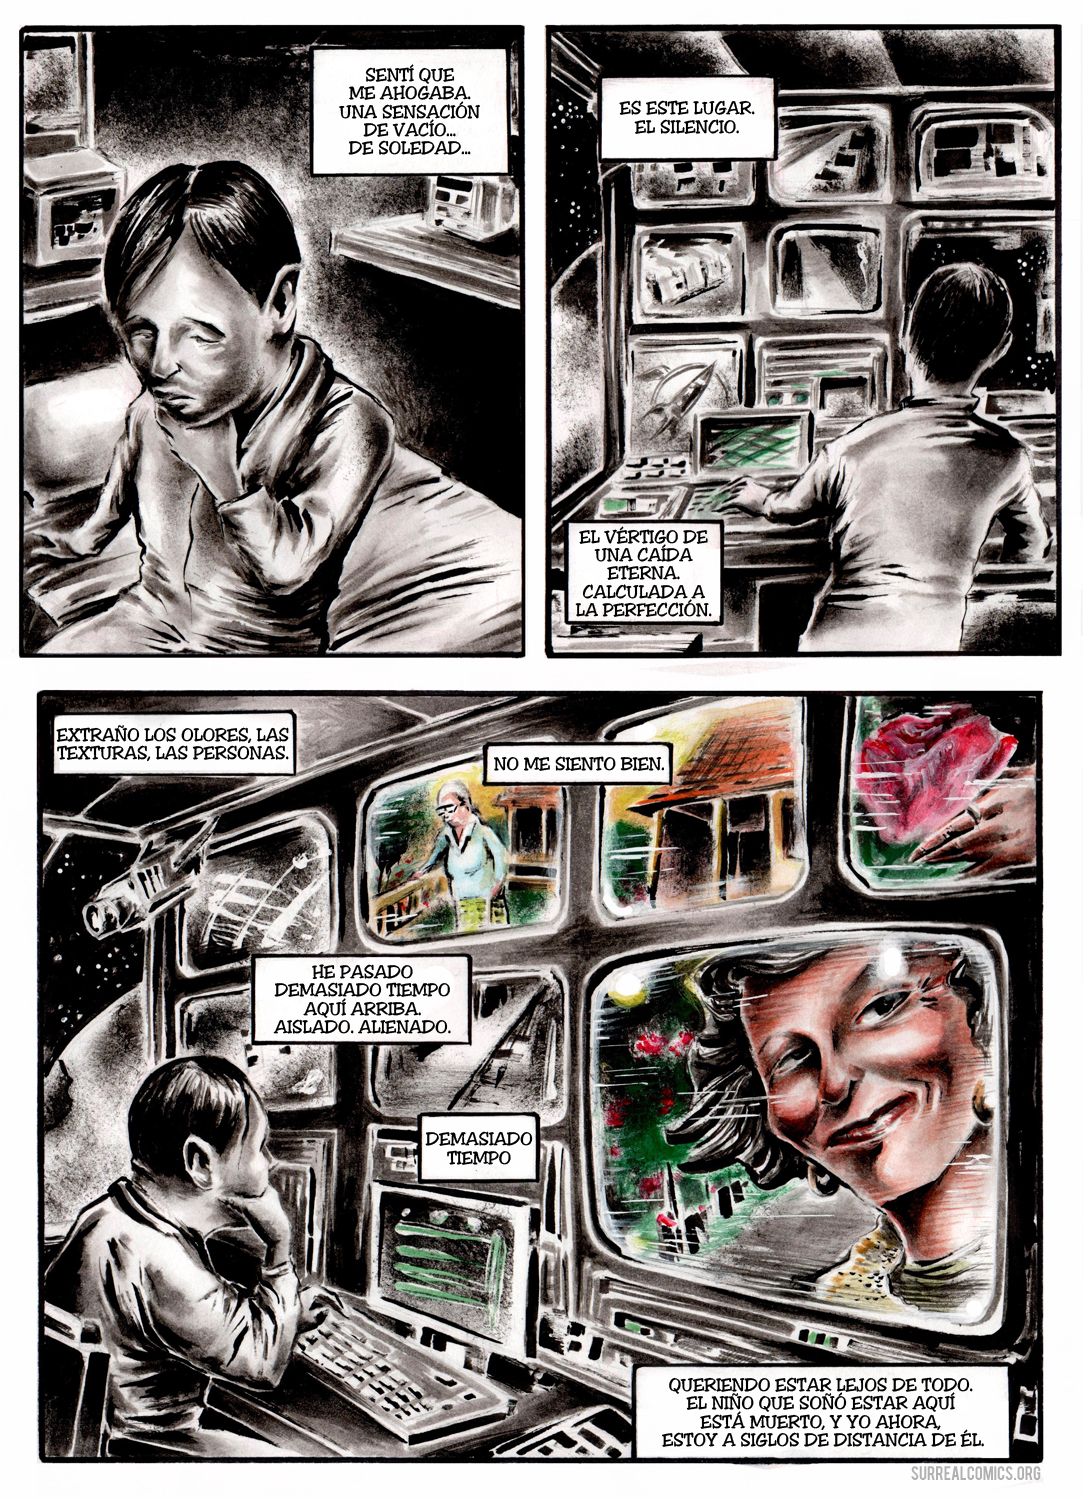 SENTÍ QUE
ME AHOGABA.
UNA SENSACIÓN
DE VACÍO...
DE SOLEDAD...
ES ESTE LUGAR.
EL SILENCIO.
EL VÉRTIGO DE
UNA CAÍDA
ETERNA.
CALCULADA A
LA PERFECCIÓN.
EXTRAÑO LOS OLORES, LAS
TEXTURAS, LAS PERSONAS.
NO ME SIENTO BIEN.
HE PASADO
DEMASIADO TIEMPO
AQUÍ ARRIBA.
AISLADO. ALIENADO.
DEMASIADO
TIEMPO
QUERIENDO ESTAR LEJOS DE TODO.
EL NIÑO QUE SOÑÓ ESTAR AQUÍ
ESTÁ MUERTO, Y YO AHORA,
ESTOY A SIGLOS DE DISTANCIA DE ÉL.
SURREALCOMICS.ORG